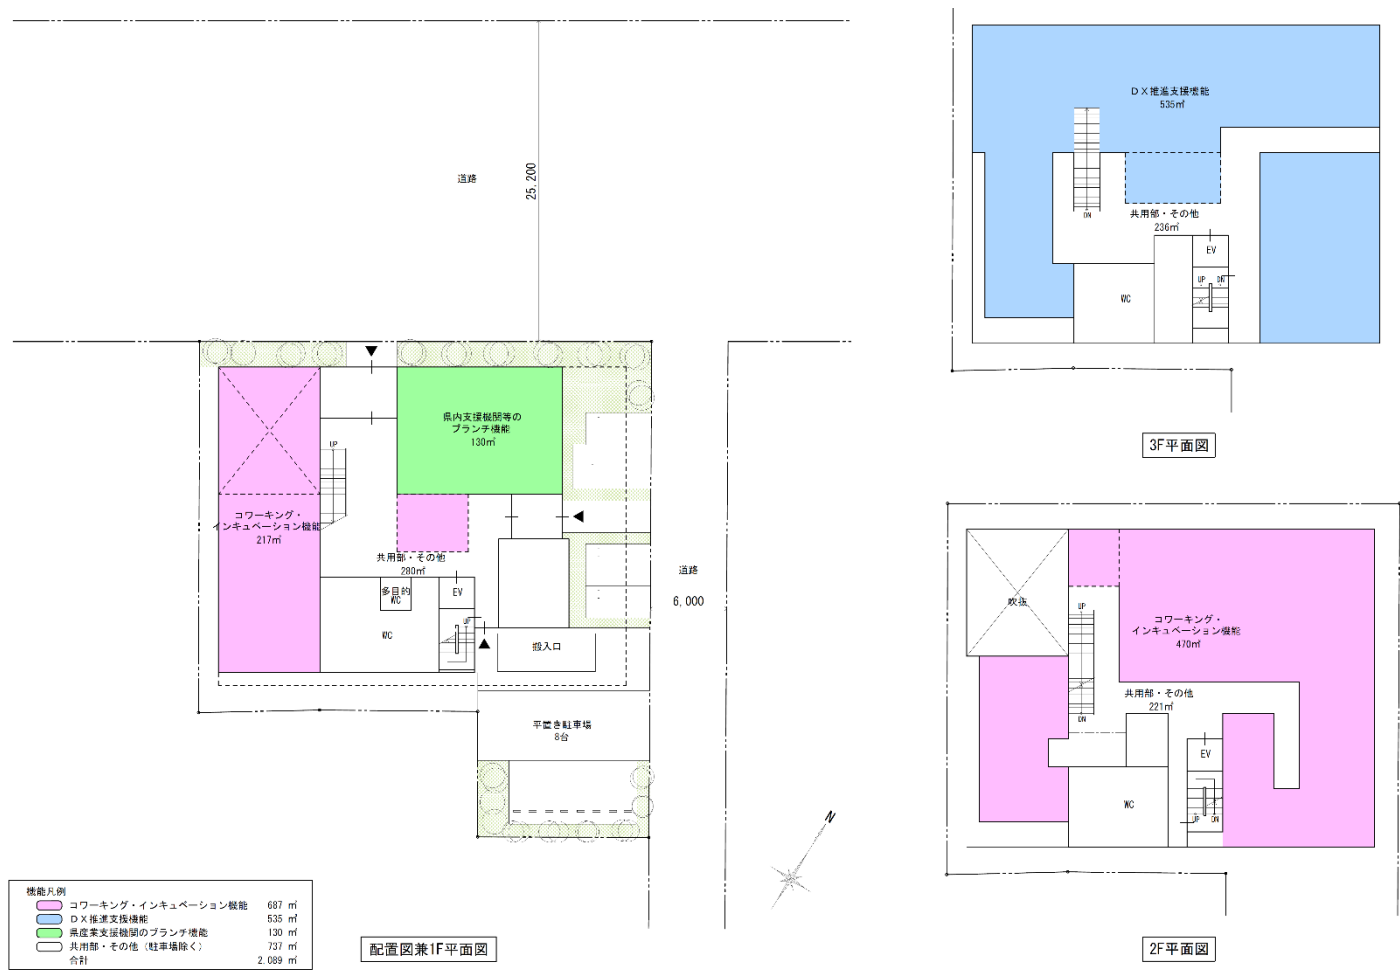 道路
25,200
県内支援機関等の
ブランチ機能
130㎡
UP
コワーキング・
インキュベーション機能
217㎡
共用部・その他
280㎡
多目的
WC
EV
WC
UP
搬入口
道路
6,000
平置き駐車場
8台
N
機能凡例
コワーキング・インキュベーション機能 687 ㎡
DX推進支援機能 535 ㎡
県産業支援機関のブランチ機能 130 ㎡
共用部・その他（駐車場除く） 737 ㎡
合計 2,089 ㎡
配置図兼1F平面図
DX推進支援機能
535㎡
DN
共用部・その他
236㎡
EV
UP DN
WC
3F平面図
吹抜
UP
コワーキング・
インキュベーション機能
470㎡
共用部・その他
221㎡
DN
EV
WC
UP DN
2F平面図